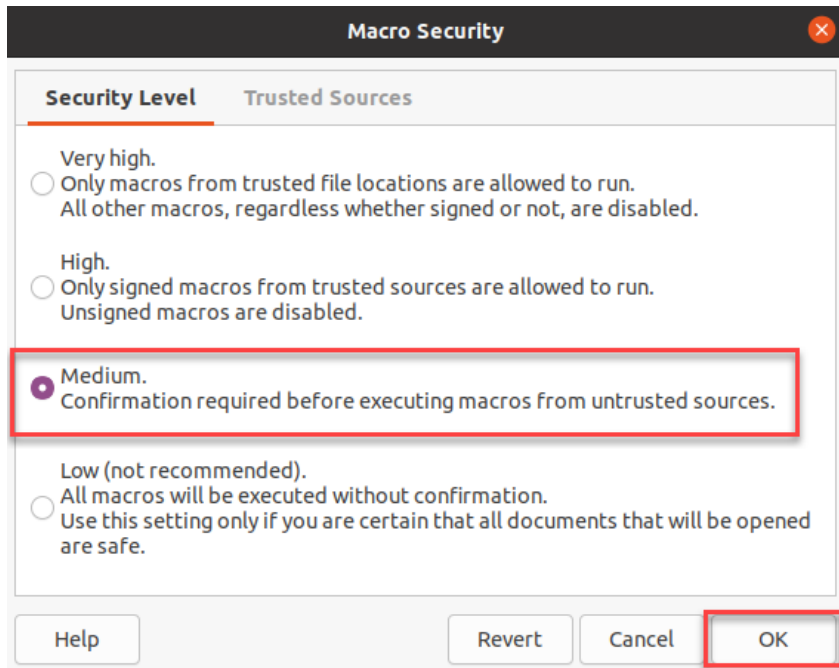 Macro Security
Security Level Trusted Sources
Very high.
Only macros from trusted file locations are allowed to run.
All other macros, regardless whether signed or not, are disabled.
High.
Only signed macros from trusted sources are allowed to run.
Unsigned macros are disabled.
Medium.
Confirmation required before executing macros from untrusted sources.
Low (not recommended).
All macros will be executed without confirmation.
Use this setting only if you are certain that all documents that will be opened
are safe.
Help Revert Cancel OK